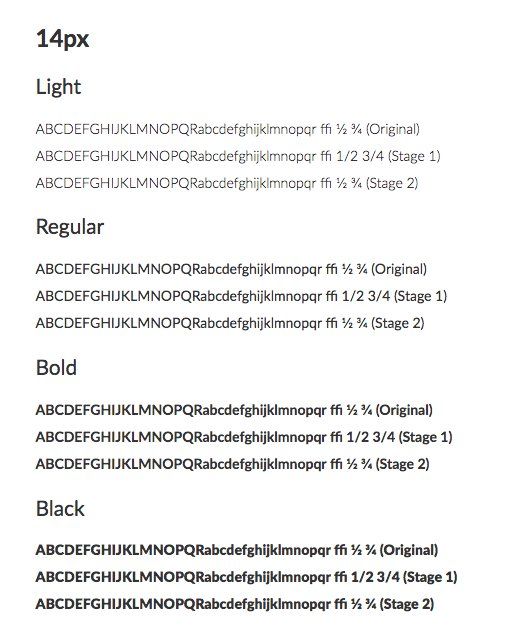 14px
Light
ABCDEFGHIJKLMNOPQRabcdefghijklmnopqr ffi ½ ¾ (Original)
ABCDEFGHIJKLMNOPQRabcdefghijklmnopqr ffi 1/2 3/4 (Stage 1)
ABCDEFGHIJKLMNOPQRabcdefghijklmnopqr ffi ½ ¾ (Stage 2)
Regular
ABCDEFGHIJKLMNOPQRabcdefghijklmnopqr ffi ½ ¾ (Original)
ABCDEFGHIJKLMNOPQRabcdefghijklmnopqr ffi 1/2 3/4 (Stage 1)
ABCDEFGHIJKLMNOPQRabcdefghijklmnopqr ffi ½ ¾ (Stage 2)
Bold
ABCDEFGHIJKLMNOPQRabcdefghijklmnopqr ffi ½ ¾ (Original)
ABCDEFGHIJKLMNOPQRabcdefghijklmnopqr ffi 1/2 3/4 (Stage 1)
ABCDEFGHIJKLMNOPQRabcdefghijklmnopqr ffi ½ ¾ (Stage 2)
Black
ABCDEFGHIJKLMNOPQRabcdefghijklmnopqr ffi ½ ¾ (Original)
ABCDEFGHIJKLMNOPQRabcdefghijklmnopqr ffi 1/2 3/4 (Stage 1)
ABCDEFGHIJKLMNOPQRabcdefghijklmnopqr ffi ½ ¾ (Stage 2)